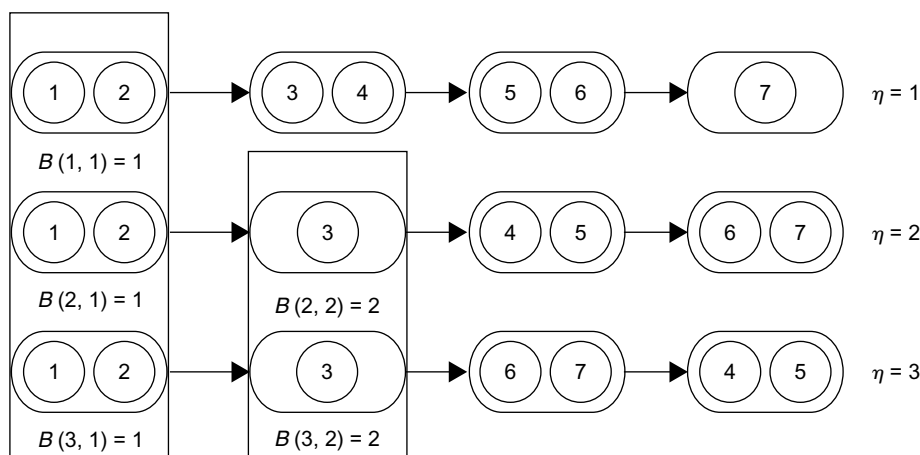 1 2 3 4 5 6 7 η = 1
B (1, 1) = 1
1 2 3 4 5 6 7 η = 2
B (2, 1) = 1 B (2, 2) = 2
1 2 3 6 7 4 5 η = 3
B (3, 1) = 1 B (3, 2) = 2